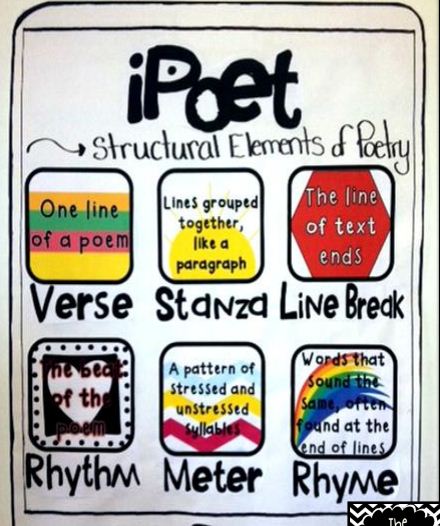 iPoet
Structural Elements of Poetry
One line
of a poem
Lines grouped
together,
like a
paragraph
The line
of text
ends
Verse
Stanza
Line Break
The beat
of the
poem
A pattern of
stressed and
unstressed
syllables
Words that
sound the
same, often
found at the
end of lines
Rhythm
Meter
Rhyme
The